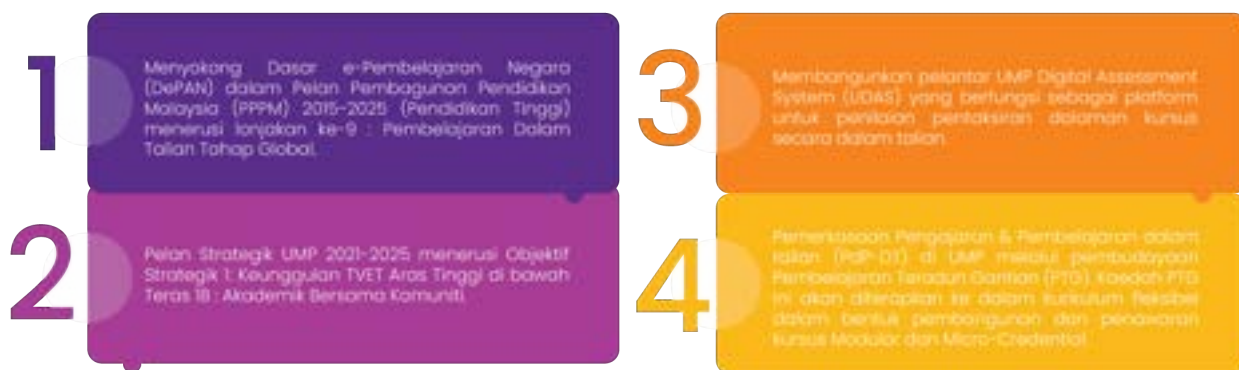 1
Menyokong Dasar e-Pembelajaran Negara
(DePAN) dalam Pelan Pembagunan Pendidikan
Malaysia (PPPM) 2015-2025 (Pendidikan Tinggi)
menerusi lonjakan ke-9 : Pembelajaran Dalam
Talian Tahap Global.
2
Pelan Strategik UMP 2021-2025 menerusi Objektif
Strategik 1: Keunggulan TVET Aras Tinggi di bawah
Teras 18 : Akademik Bersama Komuniti.
3
Membangunkan pelantar UMP Digital Assessment
System (UDAS) yang berfungsi sebagai platform
untuk penilaian pentaksiran dalaman kursus
secara dalam talian.
4
Pemerkasaan Pengajaran & Pembelajaran dalam
talian (PdP-DT) di UMP melalui pembudayaan
Pembelajaran Teradun Gantian (PTG). Kaedah PTG
ini akan diterapkan ke dalam kurikulum fleksibel
dalam bentuk pembangunan dan penawaran
kursus Modular dan Micro-Credential.